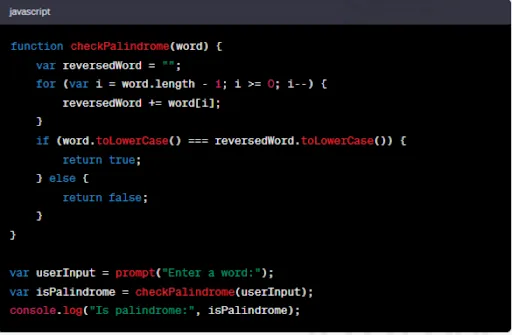 javascript
function checkPalindrome(word) {
    var reversedWord = "";
    for (var i = word.length - 1; i >= 0; i--) {
        reversedWord += word[i];
    }
    if (word.toLowerCase() === reversedWord.toLowerCase()) {
        return true;
    } else {
        return false;
    }
}

var userInput = prompt("Enter a word:");
var isPalindrome = checkPalindrome(userInput);
console.log("Is palindrome:", isPalindrome);